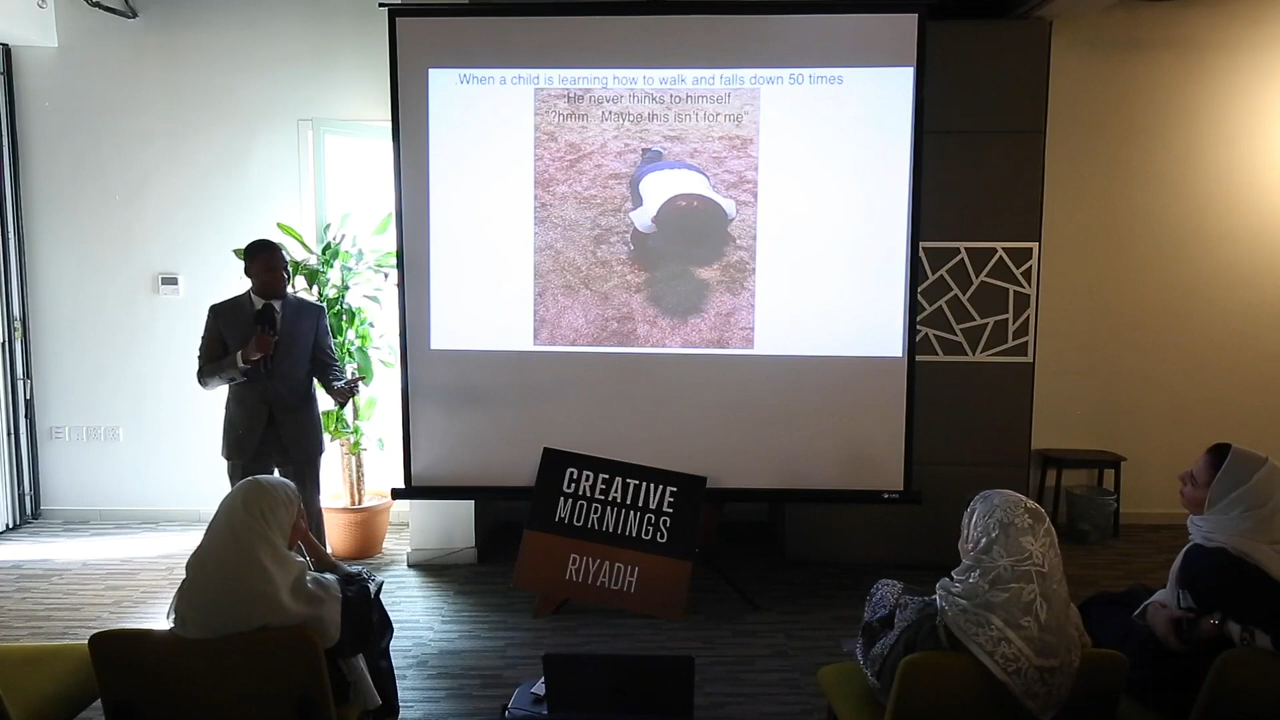 .When a child is learning how to walk and falls down 50 times
:He never thinks to himself
"?hmm.. Maybe this isn't for me"
CREATIVE
MORNINGS
RIYADH